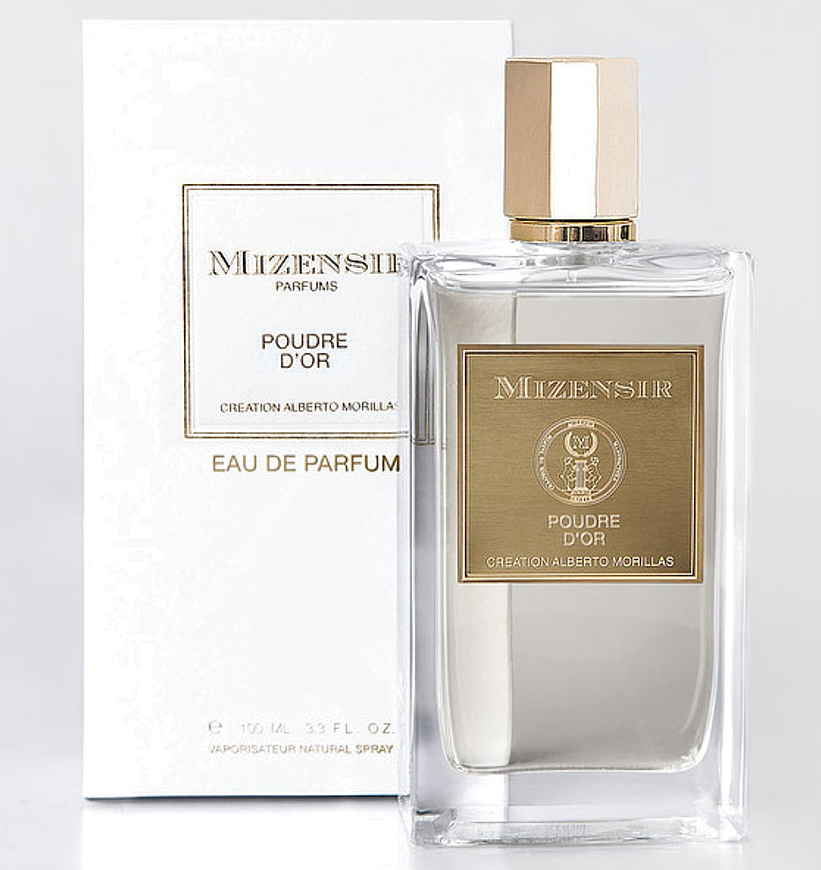 MIZENSIR
PARFUMS
POUDRE
D'OR
CREATION ALBERTO MORILLAS
EAU DE PARFUM
℮ 100 ML 3.3 FL. OZ.
VAPORISATEUR NATURAL SPRAY
MIZENSIR
M
POUDRE
D'OR
CREATION ALBERTO MORILLAS